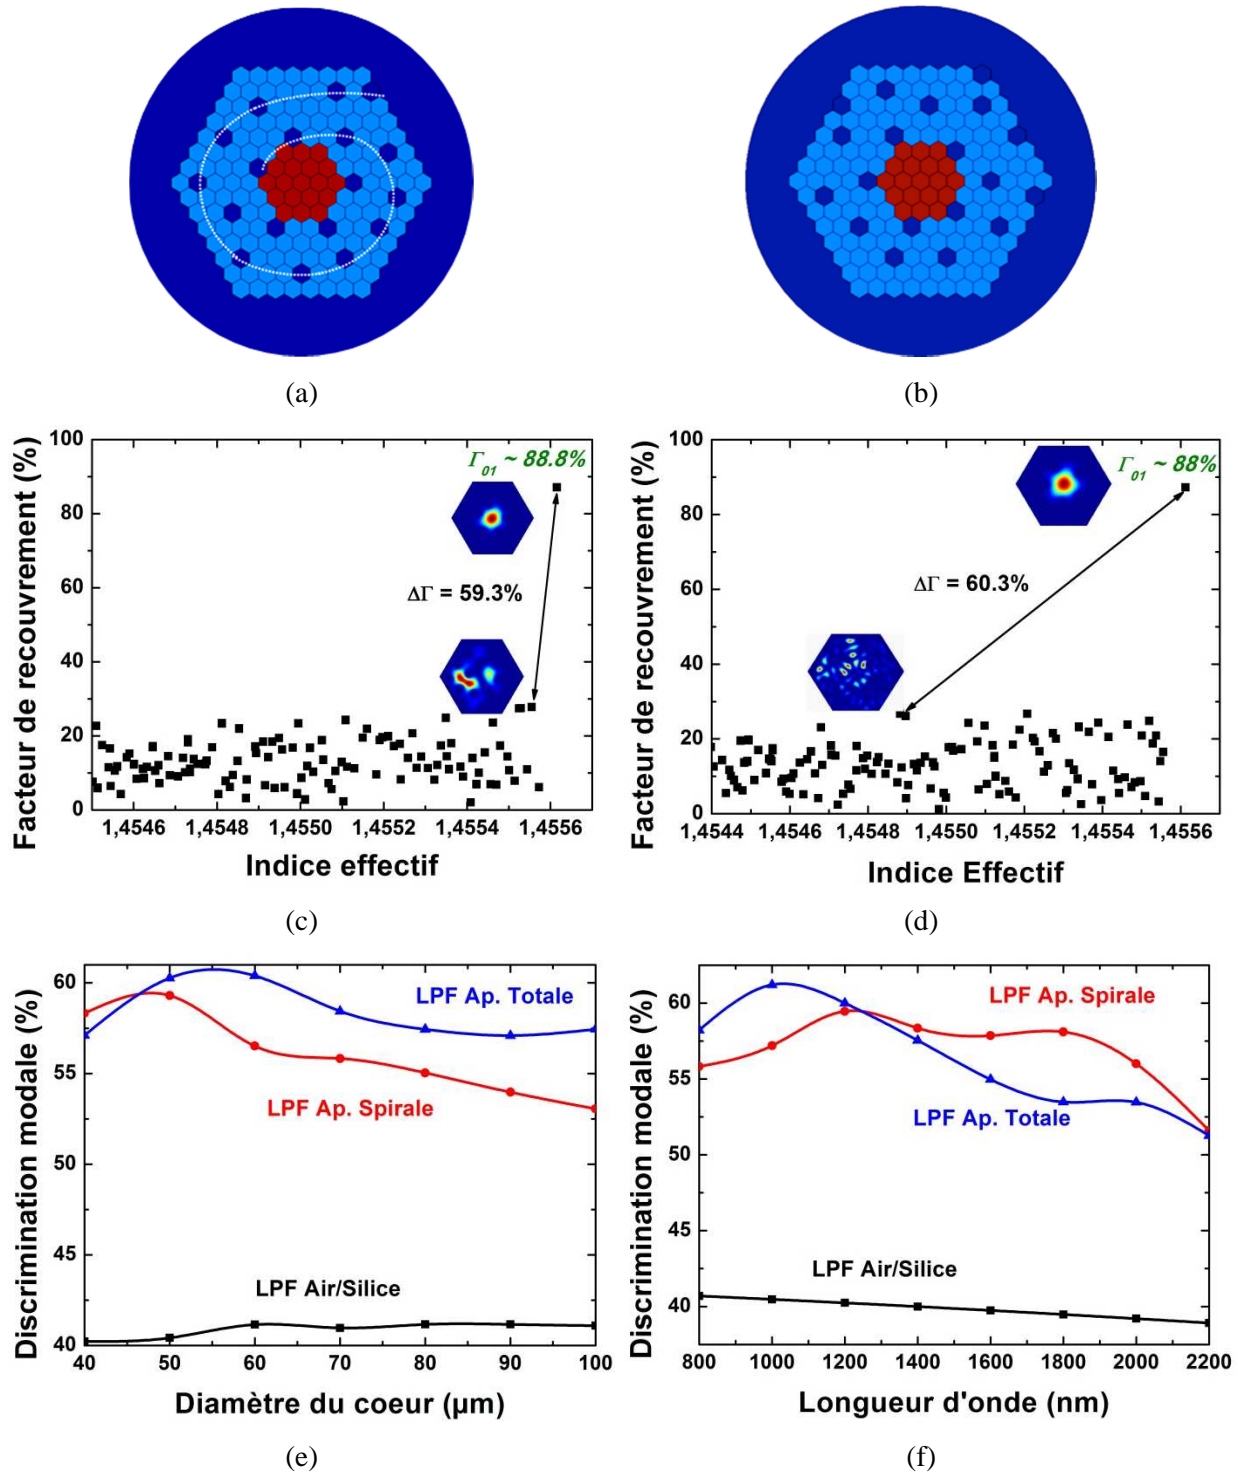 (a)
(b)
Facteur de recouvrement (%)
100
80
60
40
20
0
Γ01 ~ 88.8%
ΔΓ = 59.3%
1,4546 1,4548 1,4550 1,4552 1,4554 1,4556
Indice effectif
(c)
Facteur de recouvrement (%)
100
80
60
40
20
0
Γ01 ~ 88%
ΔΓ = 60.3%
1,4544 1,4546 1,4548 1,4550 1,4552 1,4554 1,4556
Indice Effectif
(d)
Discrimination modale (%)
60
55
50
45
40
LPF Ap. Totale
LPF Ap. Spirale
LPF Air/Silice
40 50 60 70 80 90 100
Diamètre du coeur (µm)
(e)
Discrimination modale (%)
60
55
50
45
40
LPF Ap. Spirale
LPF Ap. Totale
LPF Air/Silice
800 1000 1200 1400 1600 1800 2000 2200
Longueur d'onde (nm)
(f)